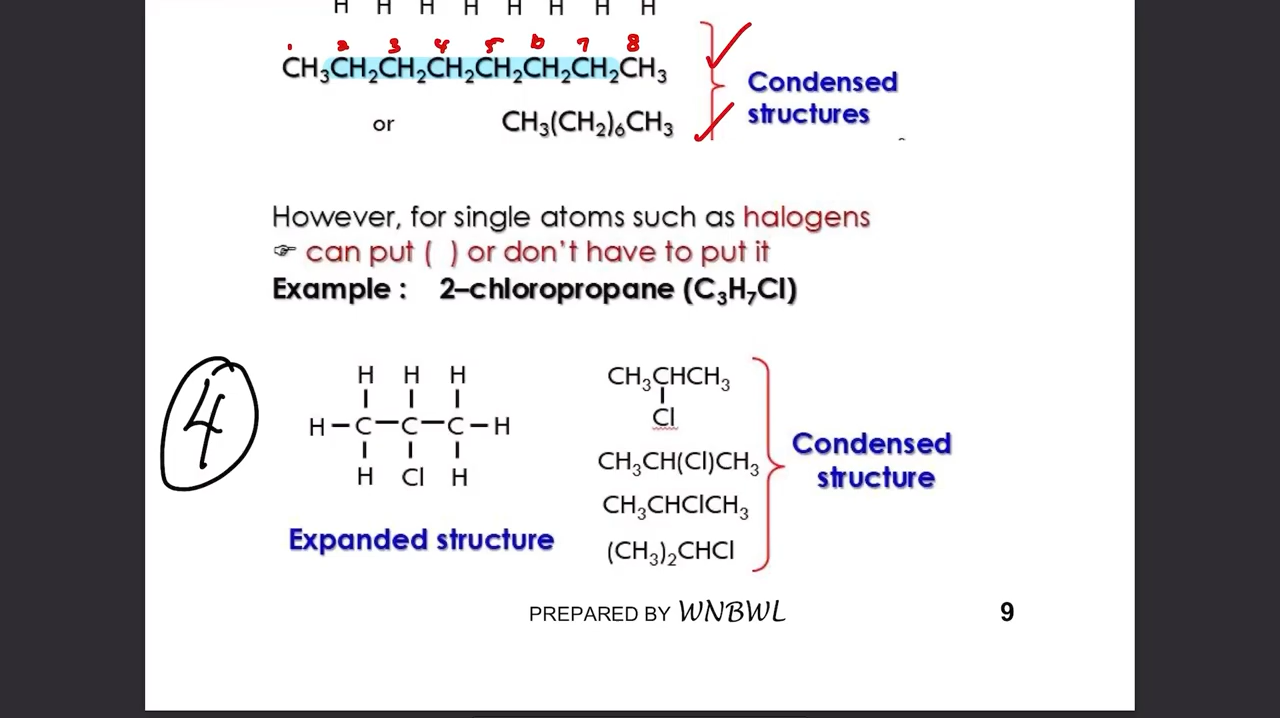 H H H H H H H H
1 2 3 4 5 6 7 8
CH₃CH₂CH₂CH₂CH₂CH₂CH₂CH₃
or CH₃(CH₂)₆CH₃
Condensed
structures
However, for single atoms such as halogens
☞ can put ( ) or don't have to put it
Example : 2–chloropropane (C₃H₇Cl)
4
H H H
H–C–C–C–H
H Cl H
Expanded structure
CH₃CHCH₃
Cl
CH₃CH(Cl)CH₃
CH₃CHClCH₃
(CH₃)₂CHCl
Condensed
structure
PREPARED BY WNBWL
9